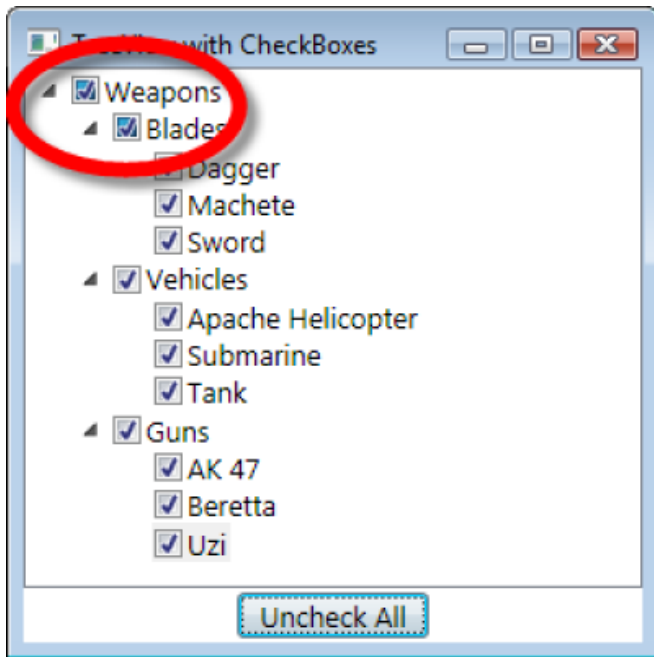 TreeView with CheckBoxes
Weapons
Blades
Dagger
Machete
Sword
Vehicles
Apache Helicopter
Submarine
Tank
Guns
AK 47
Beretta
Uzi
Uncheck All